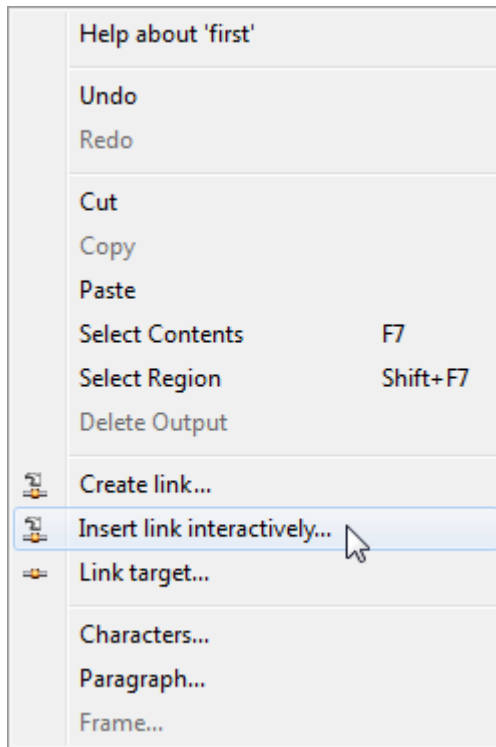 Help about 'first'
Undo
Redo
Cut
Copy
Paste
Select Contents F7
Select Region Shift+F7
Delete Output
Create link...
Insert link interactively...
Link target...
Characters...
Paragraph...
Frame...